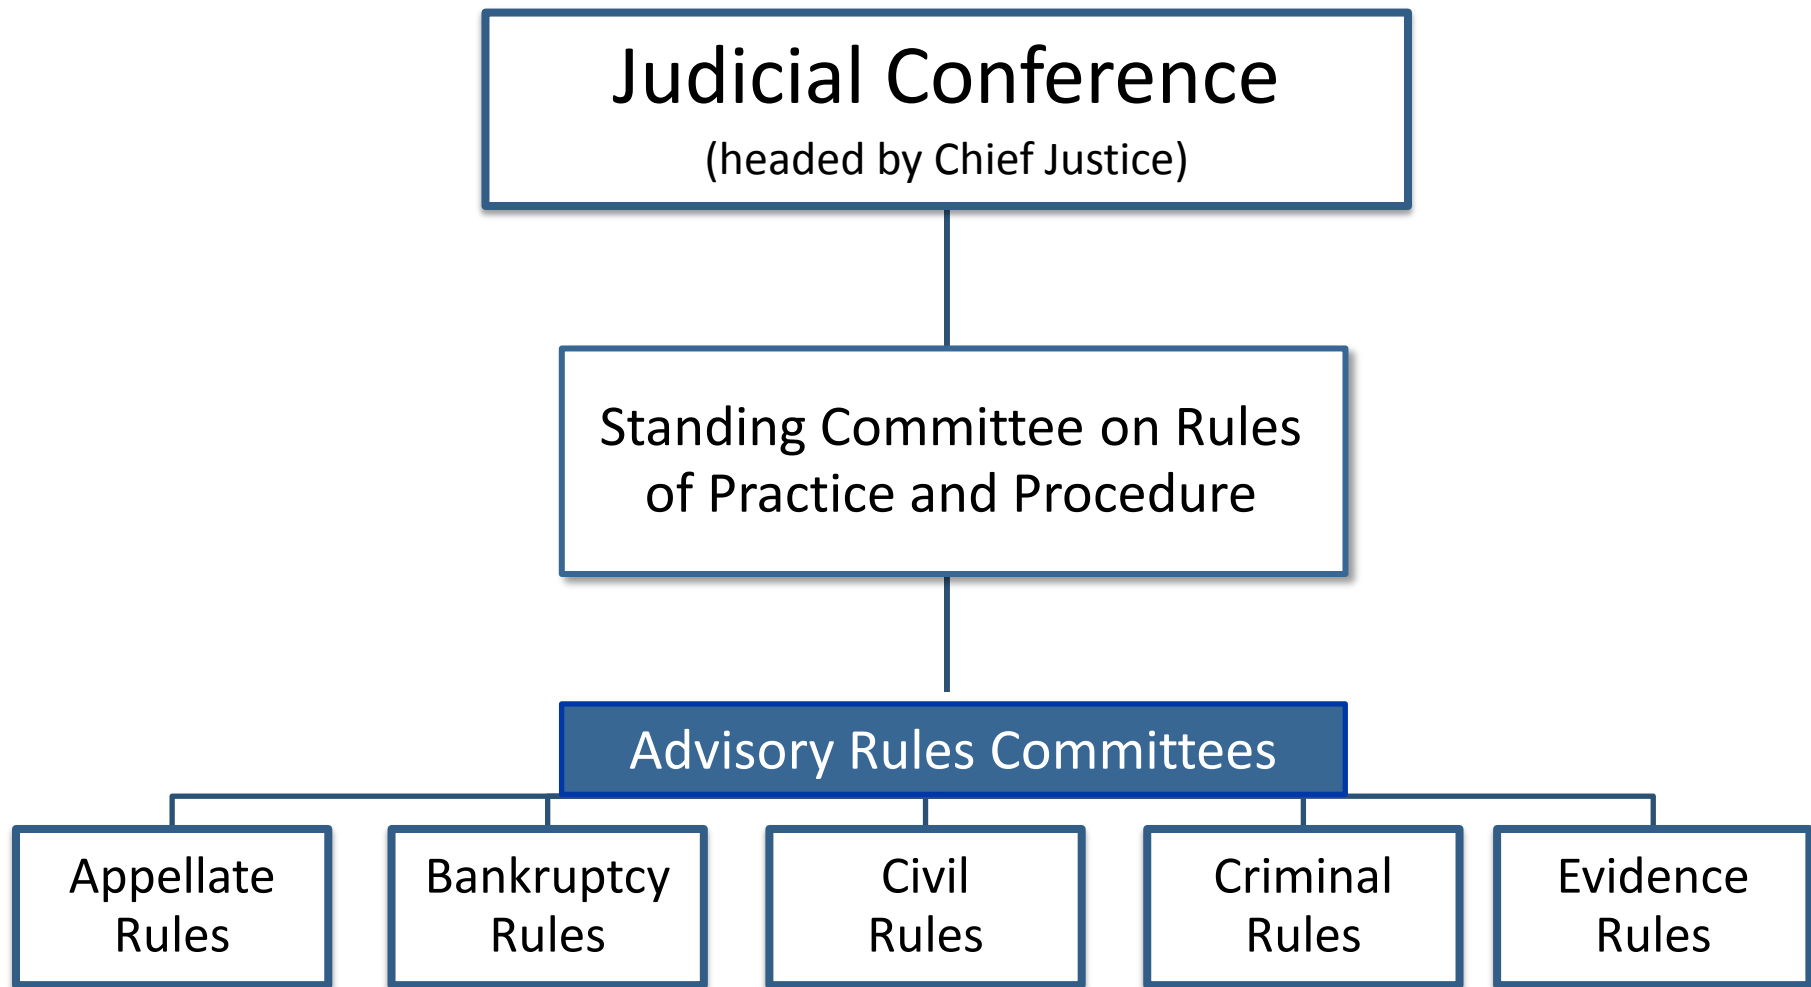 Judicial Conference
(headed by Chief Justice)
Standing Committee on Rules
of Practice and Procedure
Advisory Rules Committees
Appellate
Rules
Bankruptcy
Rules
Civil
Rules
Criminal
Rules
Evidence
Rules